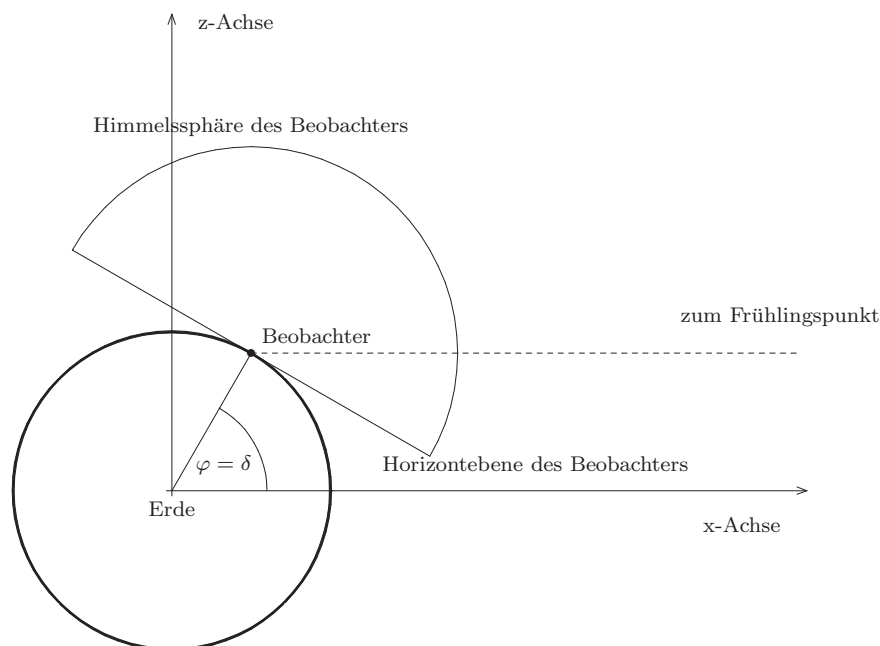 z-Achse
Himmelssphäre des Beobachters
zum Frühlingspunkt
Beobachter
φ = δ
Horizontebene des Beobachters
Erde
x-Achse